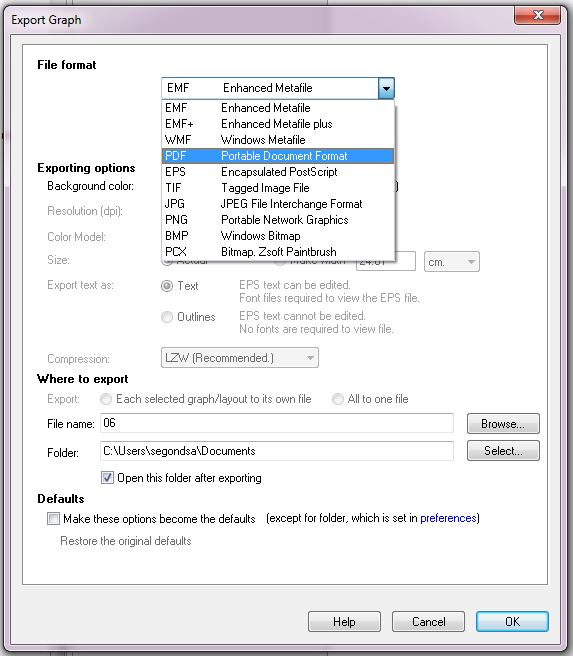 Export Graph
File format
EMF Enhanced Metafile
EMF Enhanced Metafile
EMF+ Enhanced Metafile plus
WMF Windows Metafile
PDF Portable Document Format
EPS Encapsulated PostScript
TIF Tagged Image File
JPG JPEG File Interchange Format
PNG Portable Network Graphics
BMP Windows Bitmap
PCX Bitmap. Zsoft Paintbrush
Exporting options
Background color: )
Resolution (dpi):
Color Model:
Size: cm.
Export text as: Text EPS text can be edited.
Font files required to view the EPS file.
Outlines EPS text cannot be edited.
No fonts are required to view file.
Compression: LZW (Recommended.)
Where to export
Export: Each selected graph/layout to its own file All to one file
File name: 06 Browse...
Folder: C:\Users\segondsa\Documents Select...
Open this folder after exporting
Defaults
Make these options become the defaults (except for folder, which is set in preferences)
Restore the original defaults
Help Cancel OK